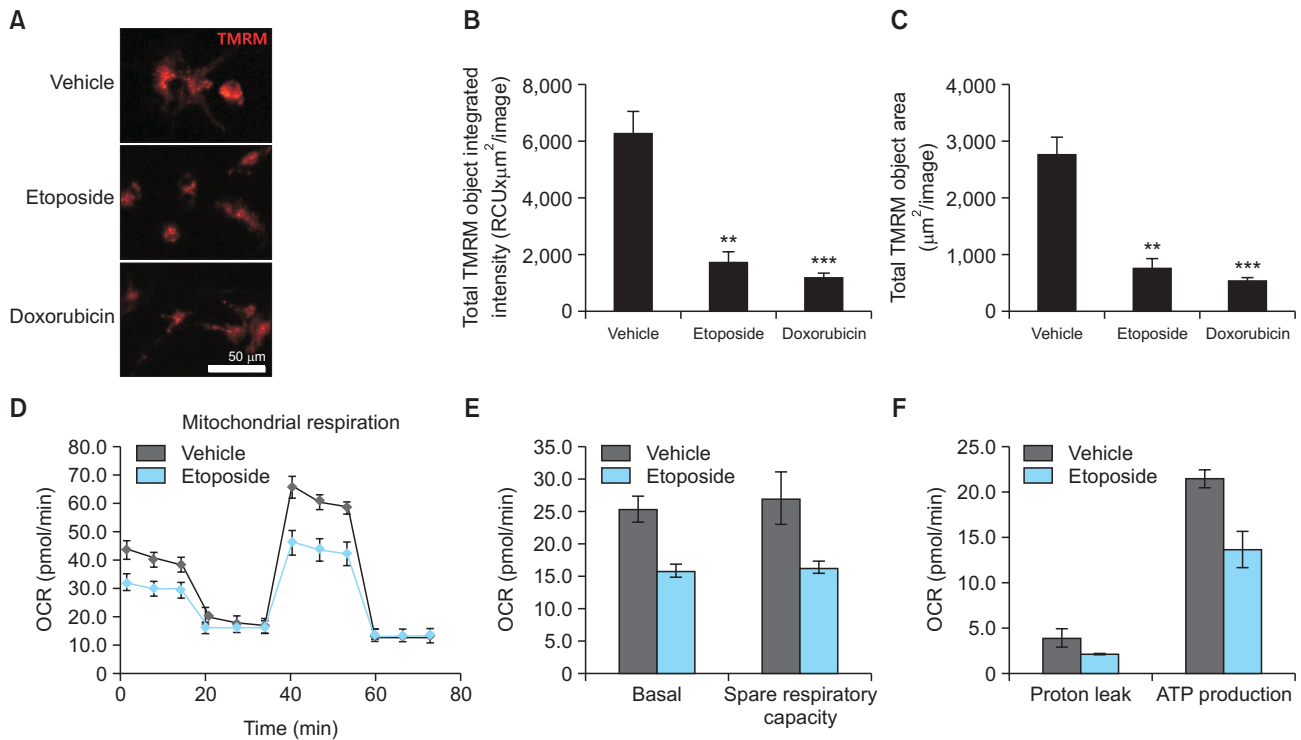 A
TMRM
Vehicle
Etoposide
Doxorubicin
50 μm
B
Total TMRM object integrated
intensity (RCUxμm²/image)
8,000
6,000
4,000
2,000
0
**
***
Vehicle
Etoposide
Doxorubicin
C
Total TMRM object area
(μm²/image)
4,000
3,000
2,000
1,000
0
**
***
Vehicle
Etoposide
Doxorubicin
D
Mitochondrial respiration
Vehicle
Etoposide
OCR (pmol/min)
80.0
70.0
60.0
50.0
40.0
30.0
20.0
10.0
0
0
20
40
60
80
Time (min)
E
Vehicle
Etoposide
OCR (pmol/min)
35.0
30.0
25.0
20.0
15.0
10.0
5.0
0
Basal
Spare respiratory
capacity
F
Vehicle
Etoposide
OCR (pmol/min)
25.0
20.0
15.0
10.0
5.0
0
Proton leak
ATP production